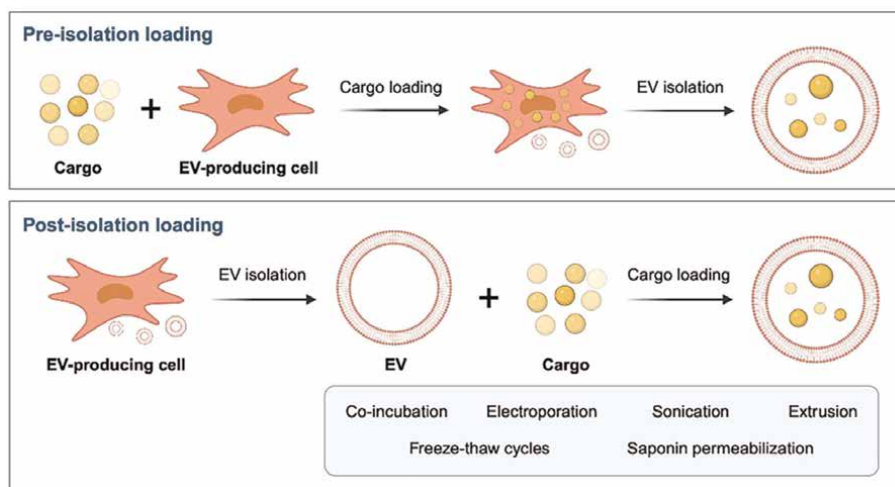 Pre-isolation loading
Cargo loading
EV isolation
Cargo
EV-producing cell
Post-isolation loading
EV isolation
Cargo loading
EV-producing cell
EV
Cargo
Co-incubation Electroporation Sonication Extrusion
Freeze-thaw cycles Saponin permeabilization